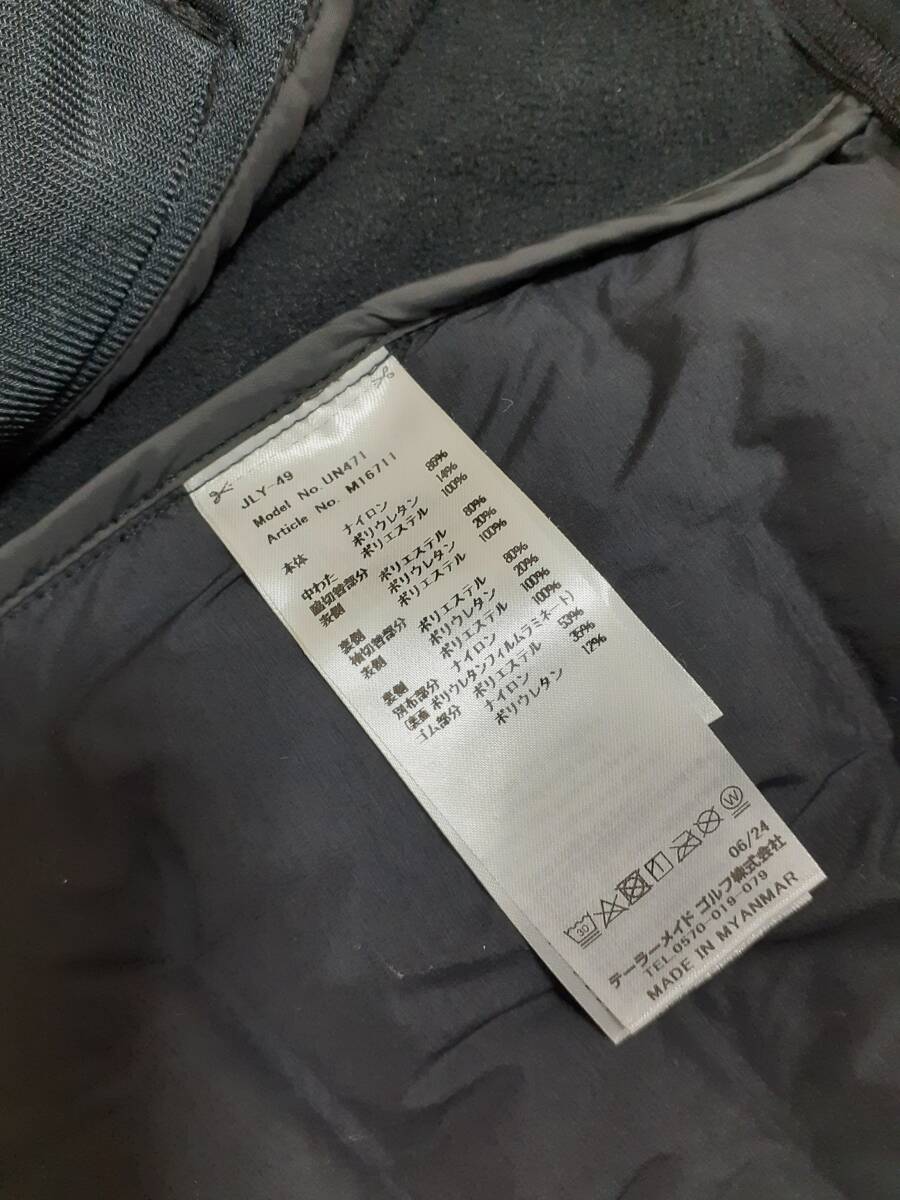 JLY-49
Model No. UN471
Article No. M16711
本体 ナイロン 86%
ポリウレタン 14%
中わた ポリエステル 100%
脇切替部分
表側 ポリエステル 80%
ポリウレタン 20%
裏側 ポリエステル 100%
袖切替部分
表側 ポリエステル 80%
ポリウレタン 20%
裏側 ポリエステル 100%
別布部分 ナイロン 100%
(裏面 ポリウレタンフィルムラミネート)
ゴム部分 ポリエステル 53%
ナイロン 35%
ポリウレタン 12%
30
1
W
06/24
テーラーメイド ゴルフ株式会社
TEL.0570-019-079
MADE IN MYANMAR